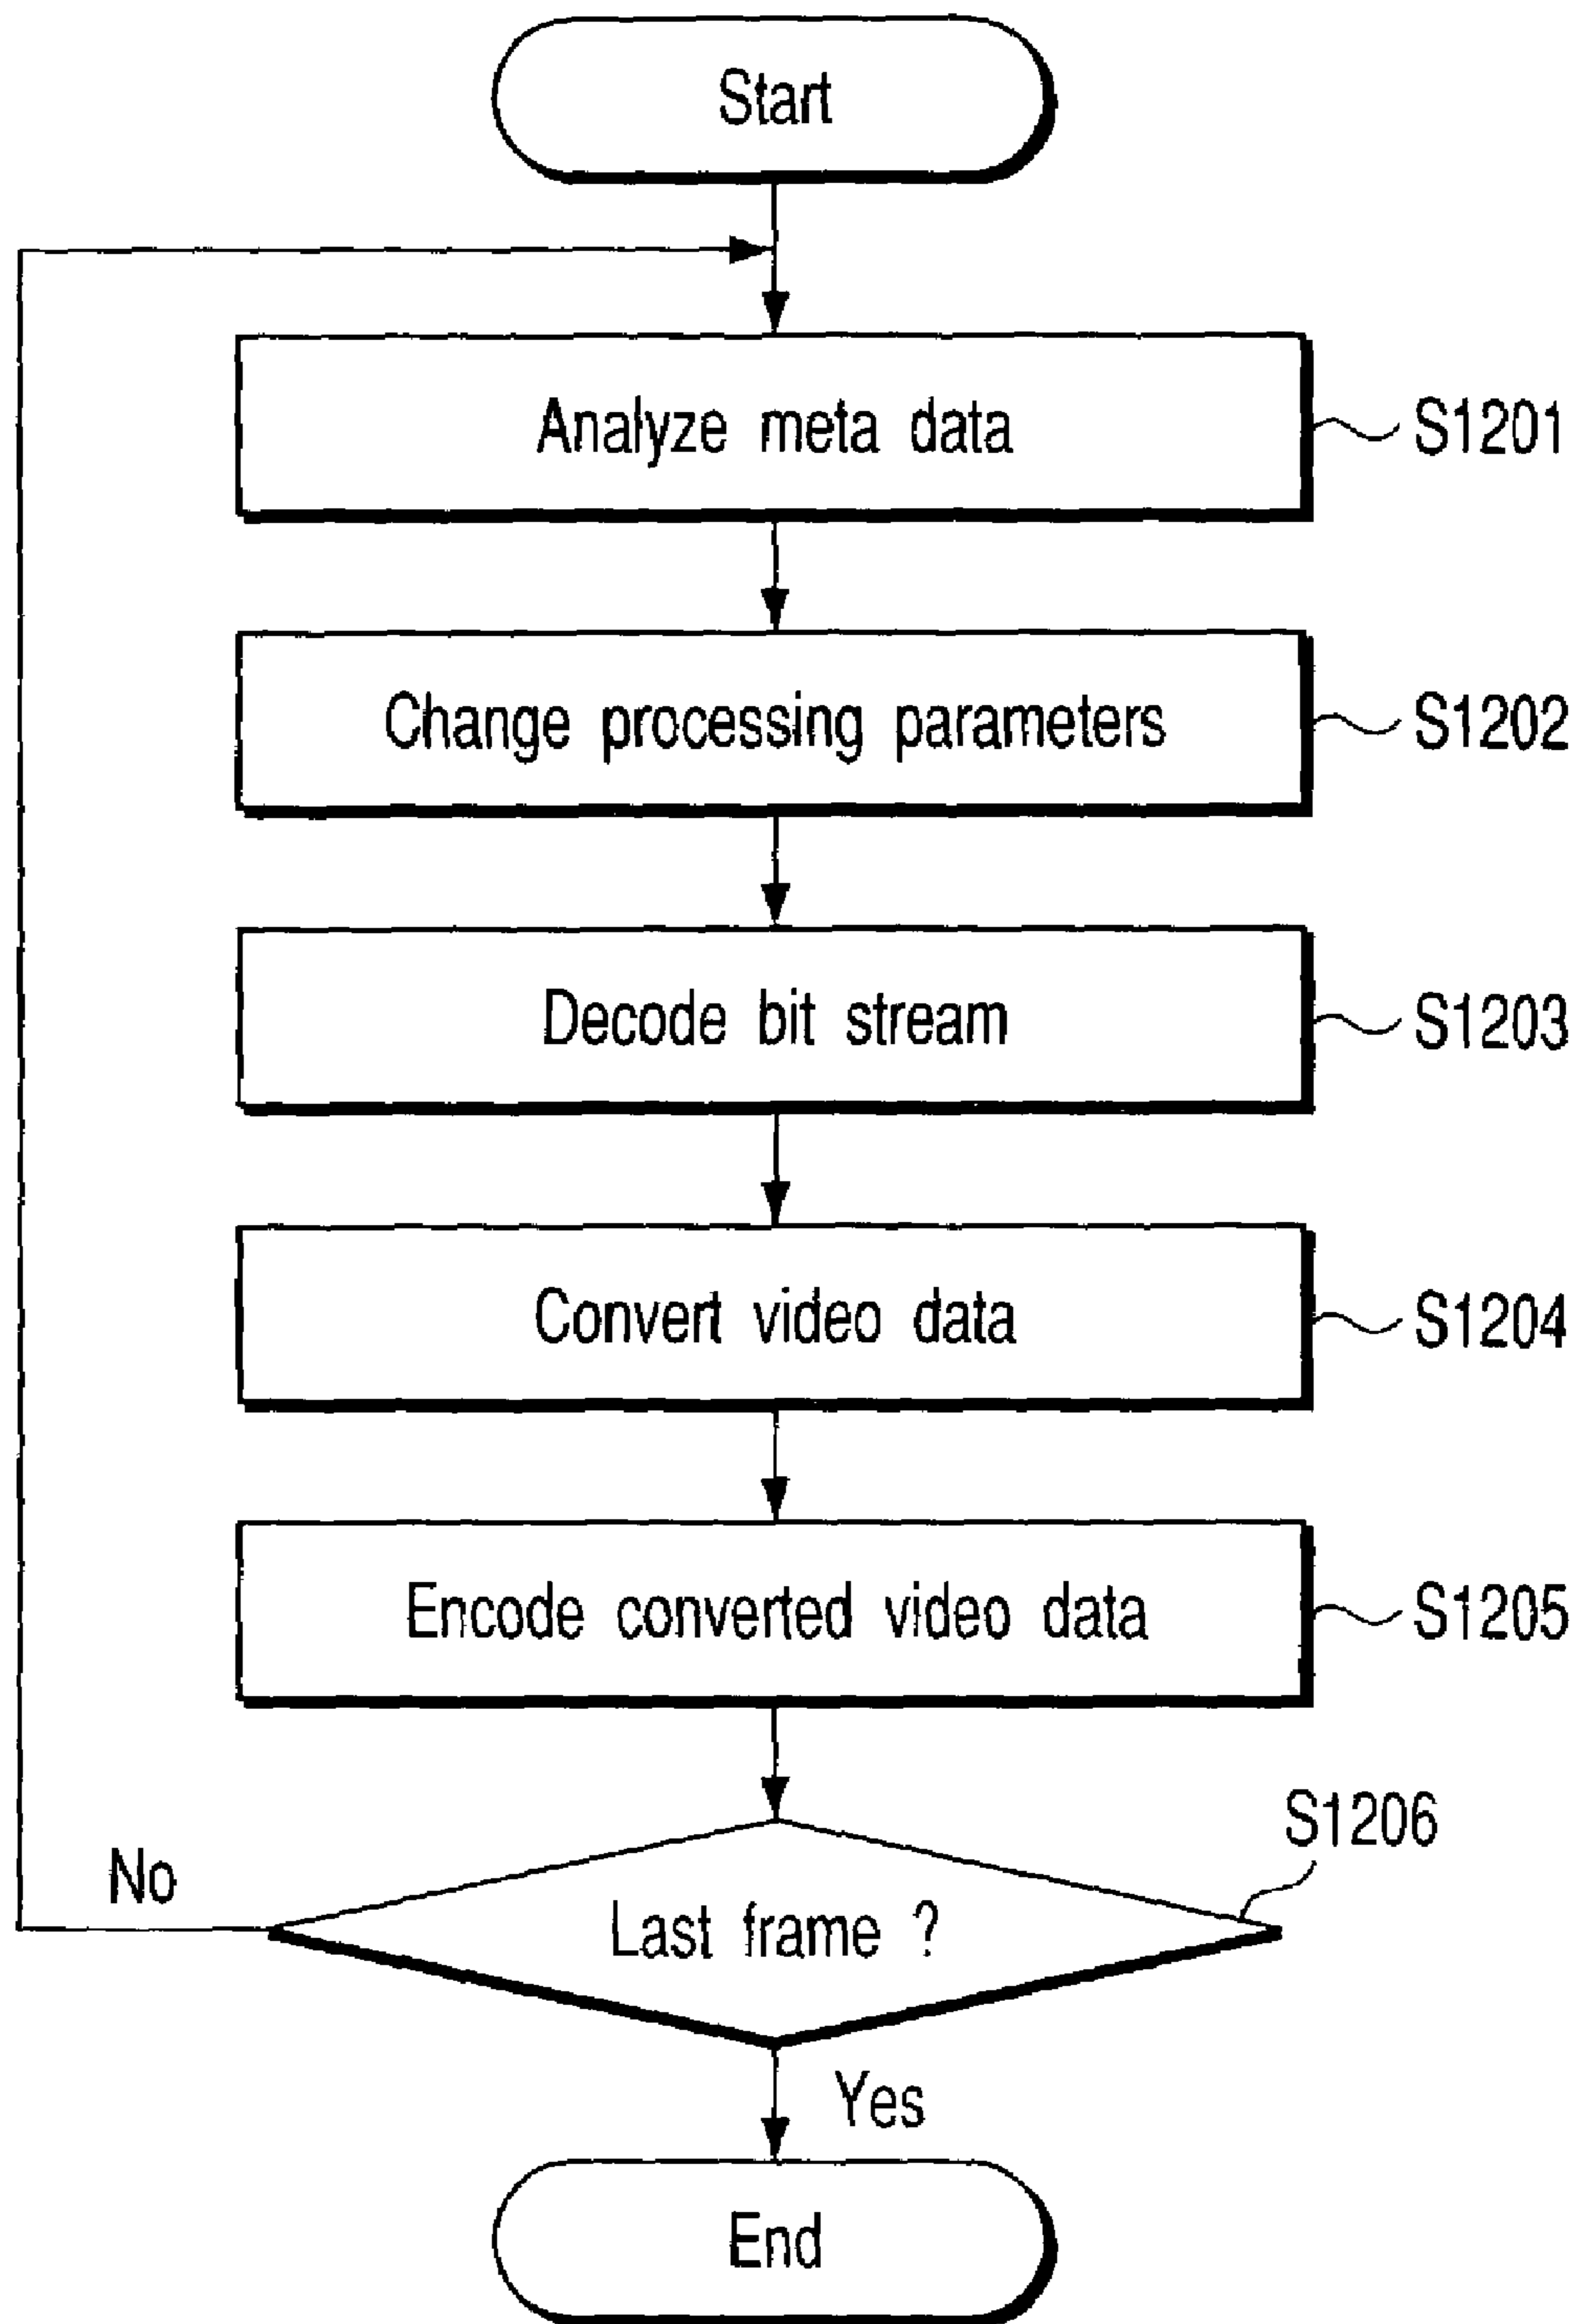 Start
Analyze meta data
S1201
Change processing parameters
S1202
Decode bit stream
S1203
Convert video data
S1204
Encode converted video data
S1205
S1206
No
Last frame ?
Yes
End